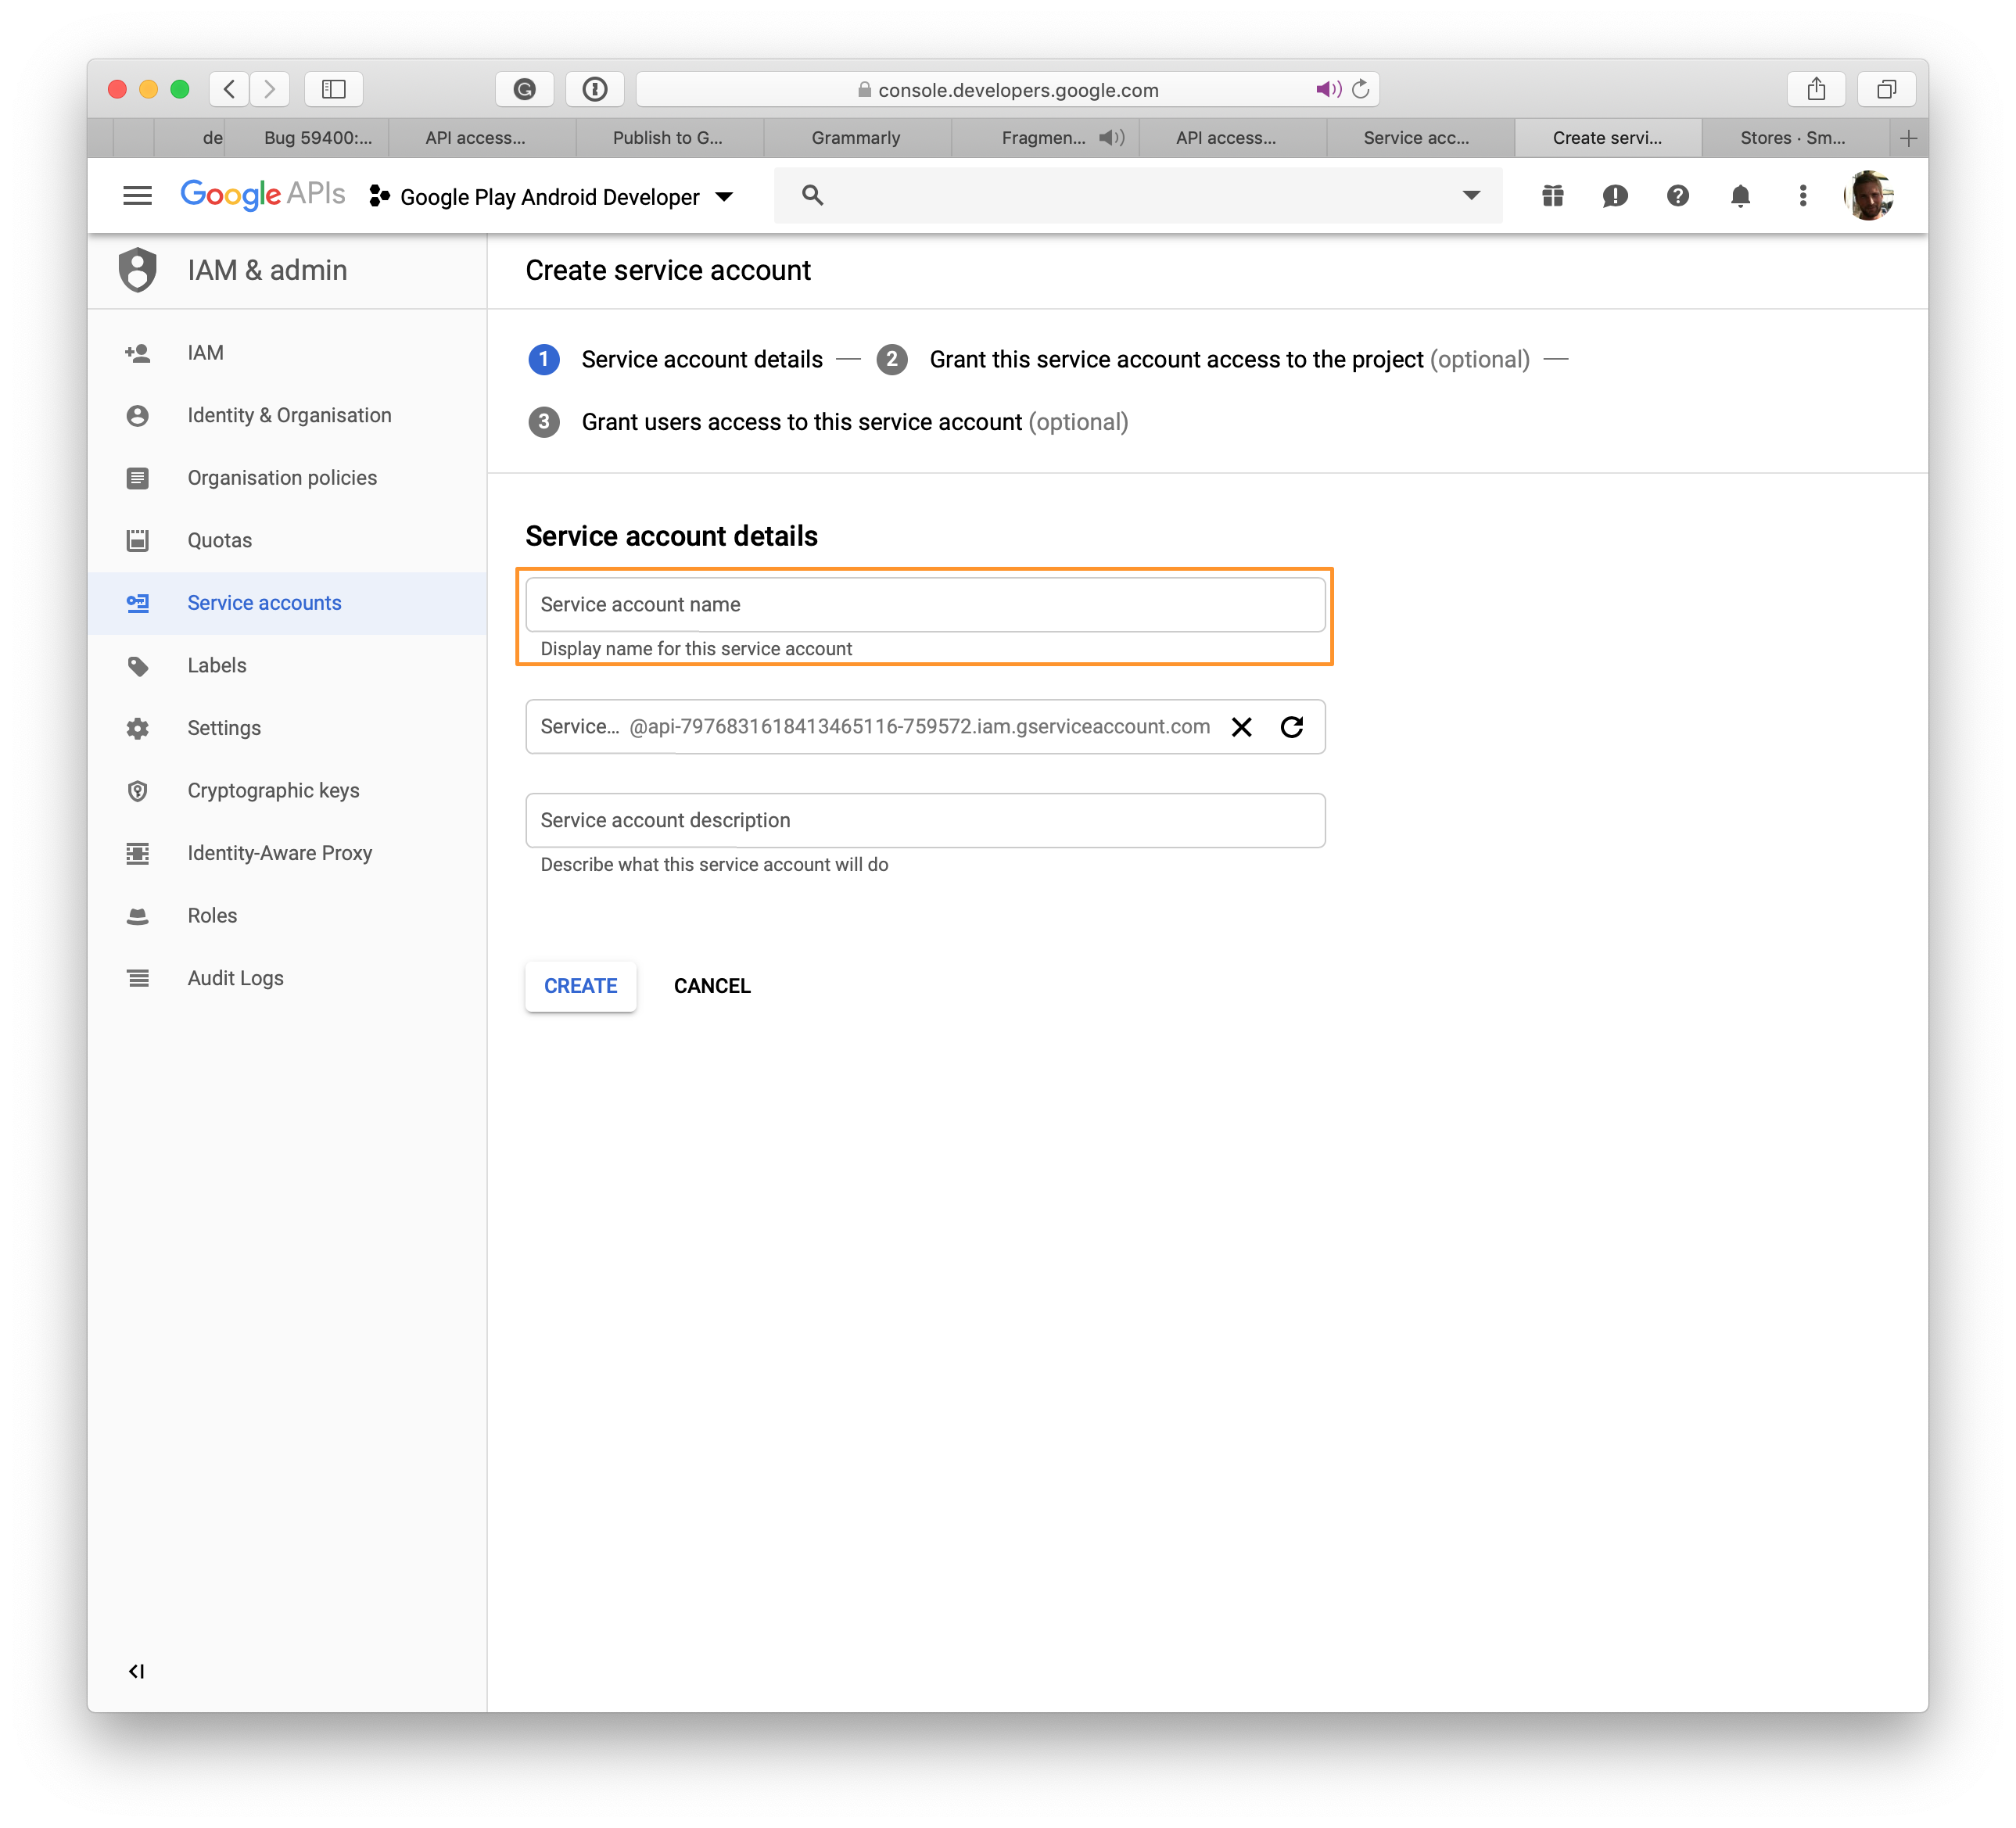 console.developers.google.com
de
Bug 59400:...
API access...
Publish to G...
Grammarly
Fragmen...
API access...
Service acc...
Create servi...
Stores · Sm...
Google APIs
Google Play Android Developer
IAM & admin
Create service account
IAM
Identity & Organisation
Organisation policies
Quotas
Service accounts
Labels
Settings
Cryptographic keys
Identity-Aware Proxy
Roles
Audit Logs
1 Service account details — 2 Grant this service account access to the project (optional) —
3 Grant users access to this service account (optional)
Service account details
Service account name
Display name for this service account
Service... @api-7976831618413465116-759572.iam.gserviceaccount.com
Service account description
Describe what this service account will do
CREATE CANCEL